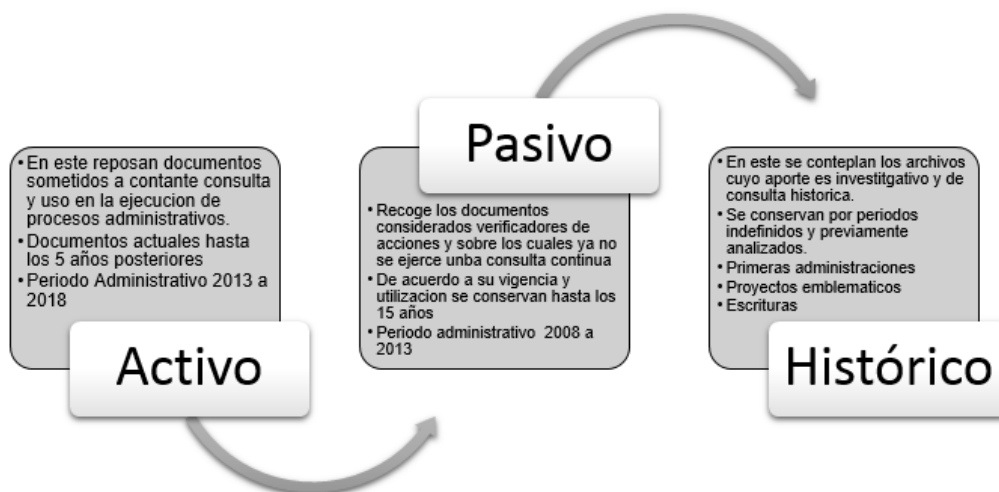 • En este reposan documentos
sometidos a contante consulta
y uso en la ejecucion de
procesos administrativos.
• Documentos actuales hasta
los 5 años posteriores
• Periodo Administrativo 2013 a
2018
Activo
Pasivo
• Recoge los documentos
considerados verificadores de
acciones y sobre los cuales ya no
se ejerce unba consulta continua
• De acuerdo a su vigencia y
utilizacion se conservan hasta los
15 años
• Periodo administrativo 2008 a
2013
• En este se conteplan los archivos
cuyo aporte es investitgativo y de
consulta historica.
• Se conservan por periodos
indefinidos y previamente
analizados.
• Primeras administraciones
• Proyectos emblematicos
• Escrituras
Histórico